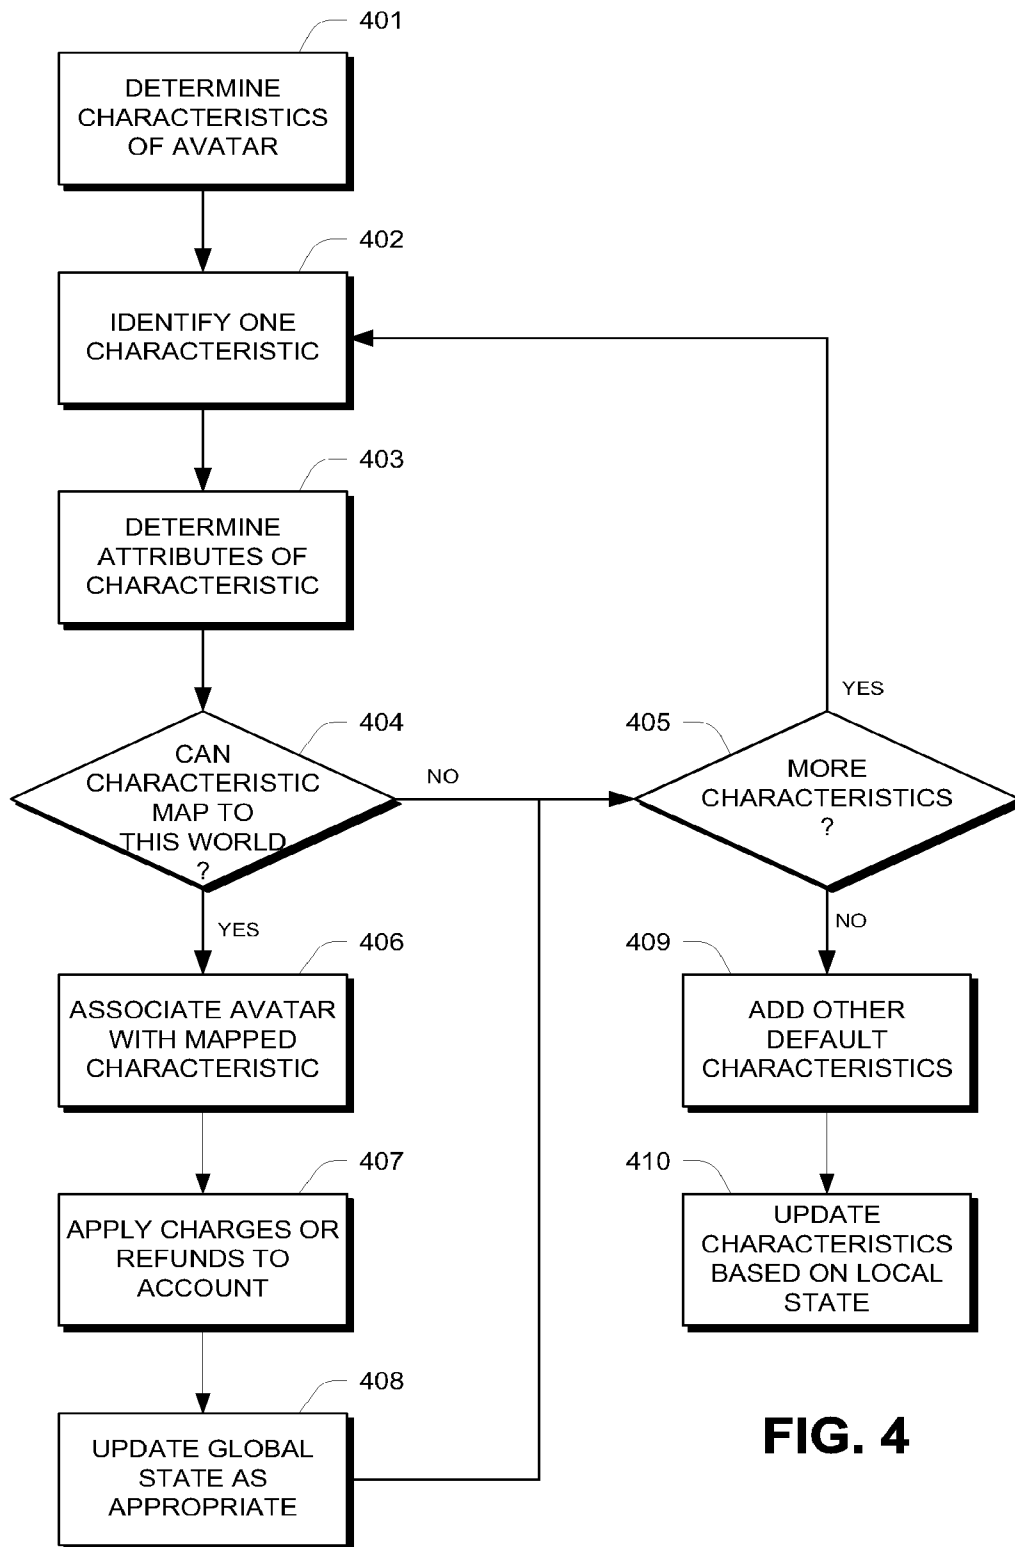 401
DETERMINE
CHARACTERISTICS
OF AVATAR
402
IDENTIFY ONE
CHARACTERISTIC
403
DETERMINE
ATTRIBUTES OF
CHARACTERISTIC
404
CAN
CHARACTERISTIC
MAP TO
THIS WORLD
?
NO
YES
405
MORE
CHARACTERISTICS
?
YES
NO
406
ASSOCIATE AVATAR
WITH MAPPED
CHARACTERISTIC
407
APPLY CHARGES OR
REFUNDS TO
ACCOUNT
408
UPDATE GLOBAL
STATE AS
APPROPRIATE
409
ADD OTHER
DEFAULT
CHARACTERISTICS
410
UPDATE
CHARACTERISTICS
BASED ON LOCAL
STATE
FIG. 4